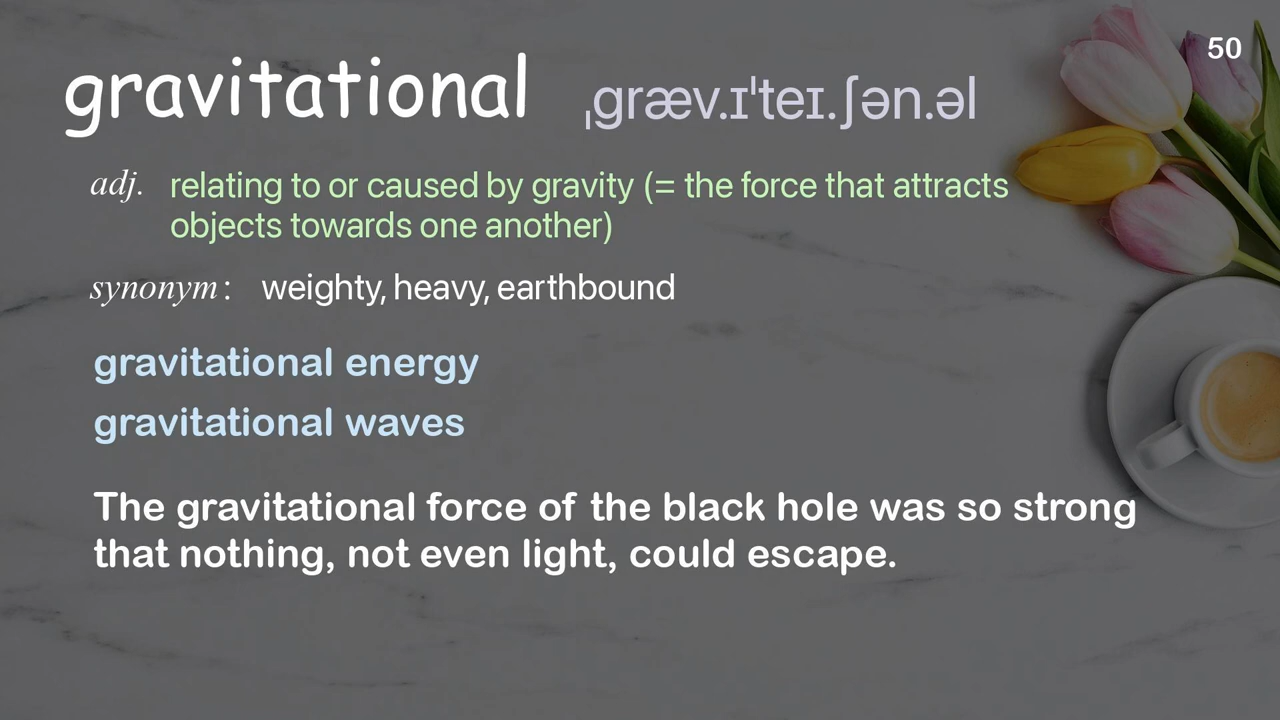 50
gravitational ˌɡræv.ɪˈteɪ.ʃən.əl
adj. relating to or caused by gravity (= the force that attracts
objects towards one another)
synonym: weighty, heavy, earthbound
gravitational energy
gravitational waves
The gravitational force of the black hole was so strong
that nothing, not even light, could escape.